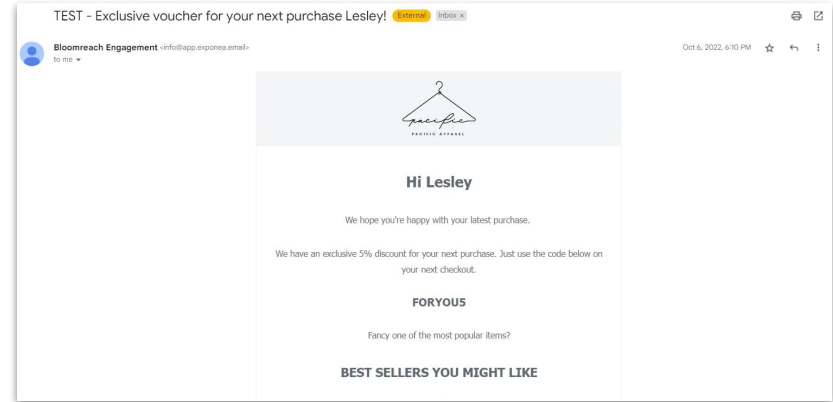 TEST - Exclusive voucher for your next purchase Lesley! External Inbox x
Bloomreach Engagement <info@app.exponea.email>
Oct 6, 2022, 6:10 PM
to me
pacific
PACIFIC APPAREL
Hi Lesley
We hope you're happy with your latest purchase.
We have an exclusive 5% discount for your next purchase. Just use the code below on
your next checkout.
FORYOU5
Fancy one of the most popular items?
BEST SELLERS YOU MIGHT LIKE